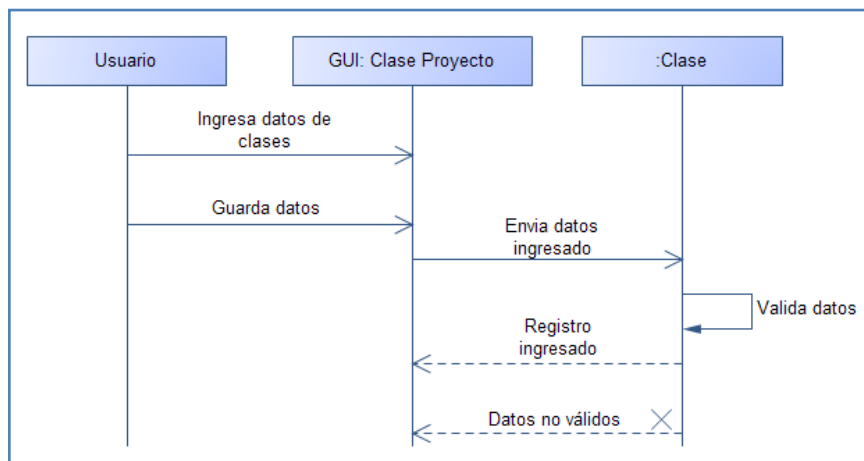 Usuario
GUI: Clase Proyecto
:Clase
Ingresa datos de
clases
Guarda datos
Envia datos
ingresado
Valida datos
Registro
ingresado
Datos no válidos